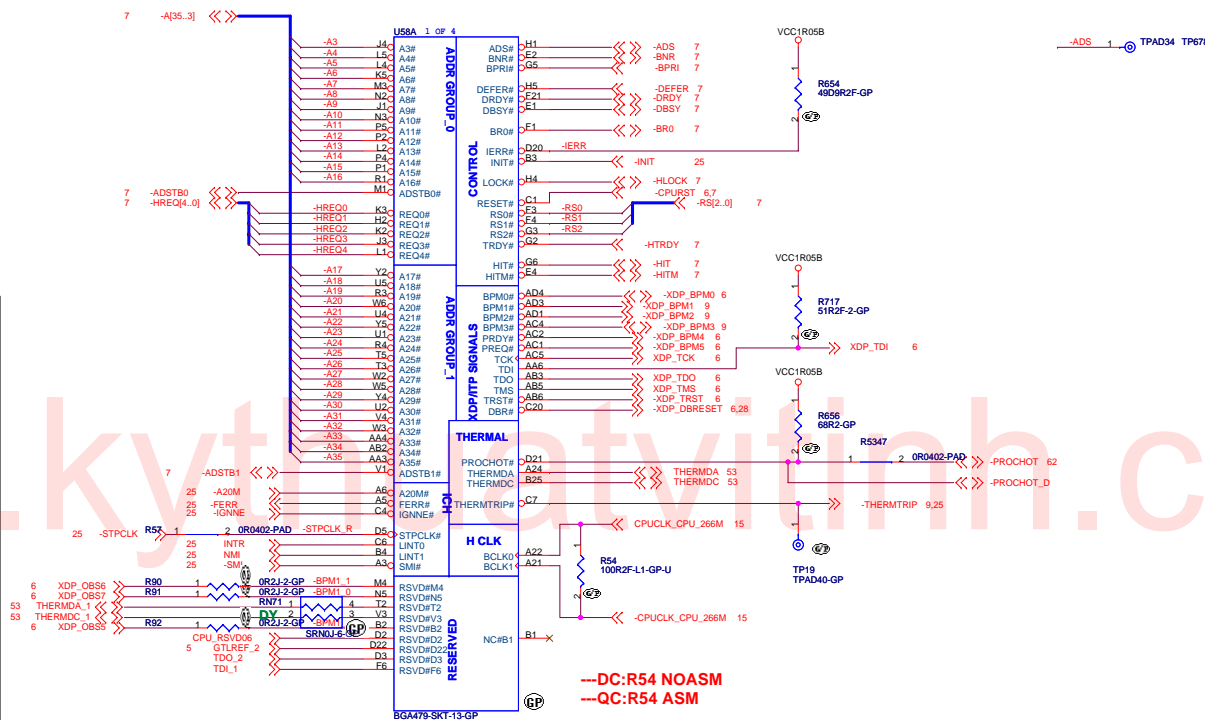 7 -A[35..3]
U58A 1 OF 4
-A3 J4 A3#
-A4 L5 A4#
-A5 L4 A5#
-A6 K5 A6#
-A7 M3 A7#
-A8 N2 A8#
-A9 J1 A9#
-A10 N3 A10#
-A11 P5 A11#
-A12 P2 A12#
-A13 L2 A13#
-A14 P4 A14#
-A15 P1 A15#
-A16 R1 A16#
7 -ADSTB0 M1 ADSTB0#
7 -HREQ[4..0]
-HREQ0 K3 REQ0#
-HREQ1 H2 REQ1#
-HREQ2 K2 REQ2#
-HREQ3 J3 REQ3#
-HREQ4 L1 REQ4#
ADDR GROUP_0
-A17 Y2 A17#
-A18 U5 A18#
-A19 R3 A19#
-A20 W6 A20#
-A21 U4 A21#
-A22 Y5 A22#
-A23 U1 A23#
-A24 R4 A24#
-A25 T5 A25#
-A26 T3 A26#
-A27 W2 A27#
-A28 W5 A28#
-A29 Y4 A29#
-A30 U2 A30#
-A31 V4 A31#
-A32 W3 A32#
-A33 AA4 A33#
-A34 AB2 A34#
-A35 AA3 A35#
7 -ADSTB1 V1 ADSTB1#
ADDR GROUP_1
25 -A20M A6 A20M#
25 -FERR A5 FERR#
25 -IGNNE C4 IGNNE#
25 -STPCLK R57 1 2 0R0402-PAD -STPCLK_R D5 STPCLK#
25 INTR C6 LINT0
25 NMI B4 LINT1
25 -SMI A3 SMI#
ICH
6 XDP_OBS6 R90 1 0R2J-2-GP -BPM1_1 M4 RSVD#M4
6 XDP_OBS7 R91 1 0R2J-2-GP -BPM1_0 N5 RSVD#N5
53 THERMDA_1 RN71 1 4 T2 RSVD#T2
53 THERMDC_1 DY 2 3 V3 RSVD#V3
6 XDP_OBS5 R92 1 0R2J-2-GP B2 RSVD#B2
SRN0J-6-GP
CPU_RSVD06 D2 RSVD#D2
5 GTLREF_2 D22 RSVD#D22
TDO_2 D3 RSVD#D3
TDI_1 F6 RSVD#F6
RESERVED
BGA479-SKT-13-GP
GP
CONTROL
ADS# H1 -ADS 7
BNR# E2 -BNR 7
BPRI# G5 -BPRI 7
DEFER# H5 -DEFER 7
DRDY# F21 -DRDY 7
DBSY# E1 -DBSY 7
BR0# F1 -BR0 7
IERR# D20 -IERR
INIT# B3 -INIT 25
LOCK# H4 -HLOCK 7
RESET# C1 -CPURST 6,7
RS0# F3 -RS0
RS1# F4 -RS1
RS2# G3 -RS2
-RS[2..0] 7
TRDY# G2 -HTRDY 7
HIT# G6 -HIT 7
HITM# E4 -HITM 7
XDP/ITP SIGNALS
BPM0# AD4 -XDP_BPM0 6
BPM1# AD3 -XDP_BPM1 9
BPM2# AD1 -XDP_BPM2 9
BPM3# AC4 -XDP_BPM3 9
PRDY# AC2 -XDP_BPM4 6
PREQ# AC1 -XDP_BPM5 6
TCK AC5 XDP_TCK 6
TDI AA6
TDO AB3 XDP_TDO 6
TMS AB5 XDP_TMS 6
TRST# AB6 -XDP_TRST 6
DBR# C20 -XDP_DBRESET 6,28
THERMAL
PROCHOT# D21
THERMDA A24 THERMDA 53
THERMDC B25 THERMDC 53
THERMTRIP# C7 -THERMTRIP 9,25
H CLK
BCLK0 A22 CPUCLK_CPU_266M 15
BCLK1 A21 -CPUCLK_CPU_266M 15
1 R54
100R2F-L1-GP-U
2
NC#B1 B1
VCC1R05B
1 R654
49D9R2F-GP
2
VCC1R05B
1 R717
51R2F-2-GP
2
XDP_TDI 6
VCC1R05B
1 R656
68R2-GP
2
R5347
1 2 0R0402-PAD -PROCHOT 62
-PROCHOT_D
1
TP19
TPAD40-GP
-ADS 1 TPAD34 TP678
---DC:R54 NOASM
---QC:R54 ASM
.kythuatvitinh.c